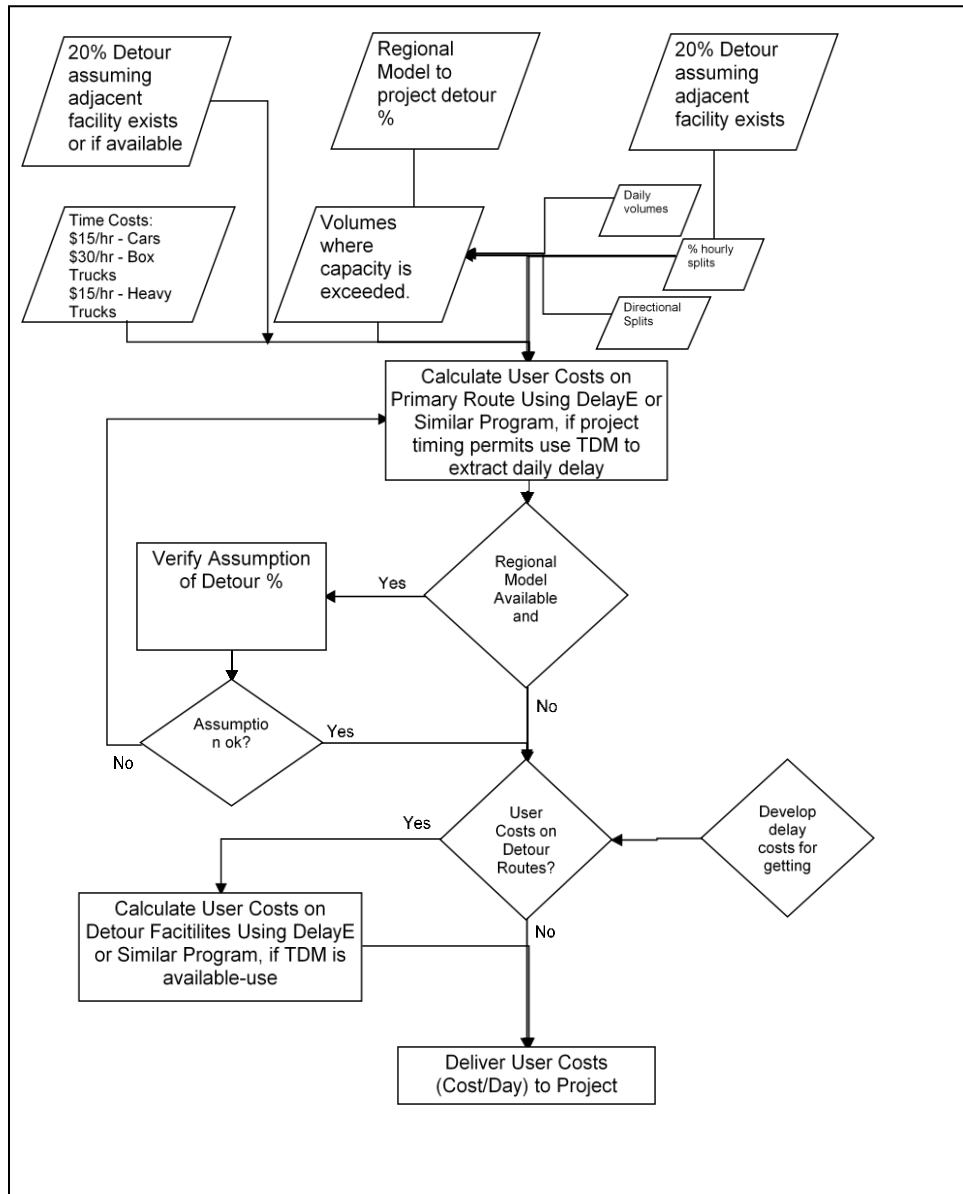 20% Detour
assuming
adjacent
facility exists
or if available
Regional
Model to
project detour
%
20% Detour
assuming
adjacent
facility exists
Time Costs:
$15/hr - Cars
$30/hr - Box
Trucks
$15/hr - Heavy
Trucks
Volumes
where
capacity is
exceeded.
Daily
volumes
% hourly
splits
Directional
Splits
Calculate User Costs on
Primary Route Using DelayE or
Similar Program, if project
timing permits use TDM to
extract daily delay
Verify Assumption
of Detour %
Yes
Regional
Model
Available
and
No
Assumptio
n ok?
Yes
No
User
Costs on
Detour
Routes?
Yes
Develop
delay
costs for
getting
Calculate User Costs on
Detour Facitilites Using DelayE
or Similar Program, if TDM is
available-use
No
Deliver User Costs
(Cost/Day) to Project